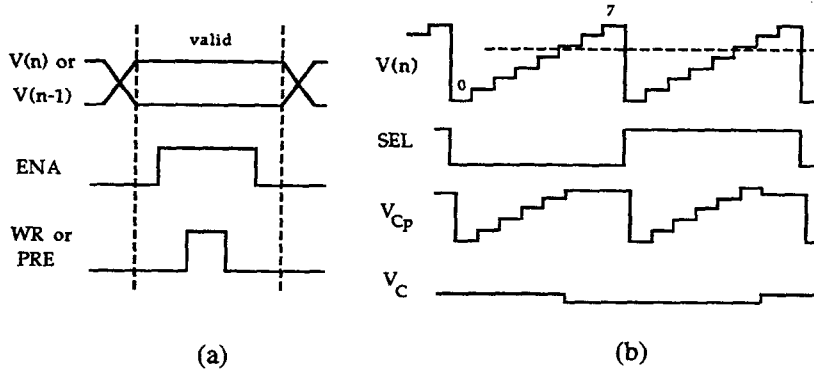 valid
V(n) or
V(n-1)
ENA
WR or
PRE
(a)
7
V(n)
0
SEL
V_Cp
V_C
(b)